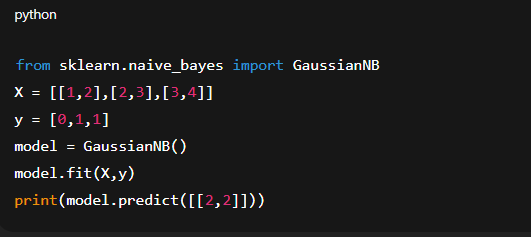 python
from sklearn.naive_bayes import GaussianNB
X = [[1,2],[2,3],[3,4]]
y = [0,1,1]
model = GaussianNB()
model.fit(X,y)
print(model.predict([[2,2]]))